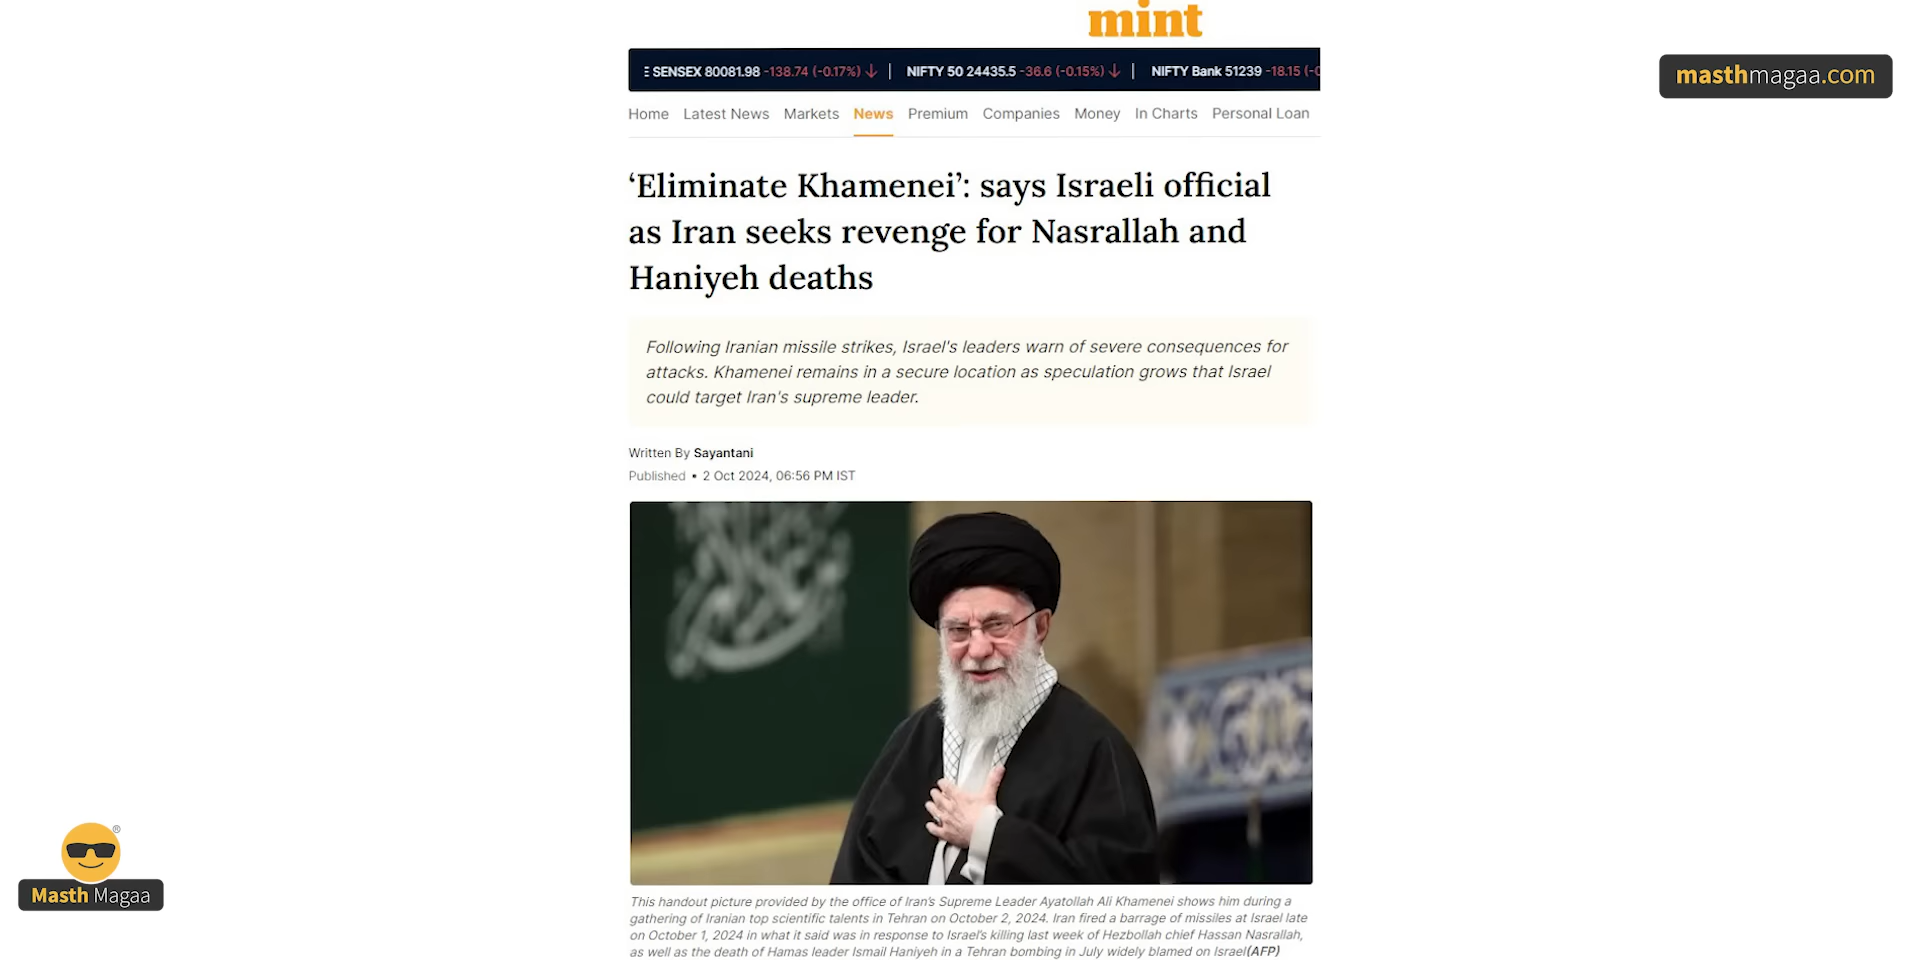 mint
E SENSEX 80081.98 -138.74 (-0.17%) ↓ | NIFTY 50 24435.5 -36.6 (-0.15%) ↓ | NIFTY Bank 51239 -18.15 (-0
masthmagaa.com
Home Latest News Markets News Premium Companies Money In Charts Personal Loan
‘Eliminate Khamenei’: says Israeli official
as Iran seeks revenge for Nasrallah and
Haniyeh deaths
Following Iranian missile strikes, Israel's leaders warn of severe consequences for
attacks. Khamenei remains in a secure location as speculation grows that Israel
could target Iran's supreme leader.
Written By Sayantani
Published • 2 Oct 2024, 06:56 PM IST
®
Masth Magaa
This handout picture provided by the office of Iran’s Supreme Leader Ayatollah Ali Khamenei shows him during a
gathering of Iranian top scientific talents in Tehran on October 2, 2024. Iran fired a barrage of missiles at Israel late
on October 1, 2024 in what it said was in response to Israel’s killing last week of Hezbollah chief Hassan Nasrallah,
as well as the death of Hamas leader Ismail Haniyeh in a Tehran bombing in July widely blamed on Israel(AFP)